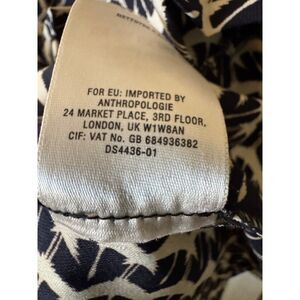 FOR EU: IMPORTED BY
ANTHROPOLOGIE
24 MARKET PLACE, 3RD FLOOR,
LONDON, UK W1W8AN
CIF: VAT No. GB 684936382
DS4436-01